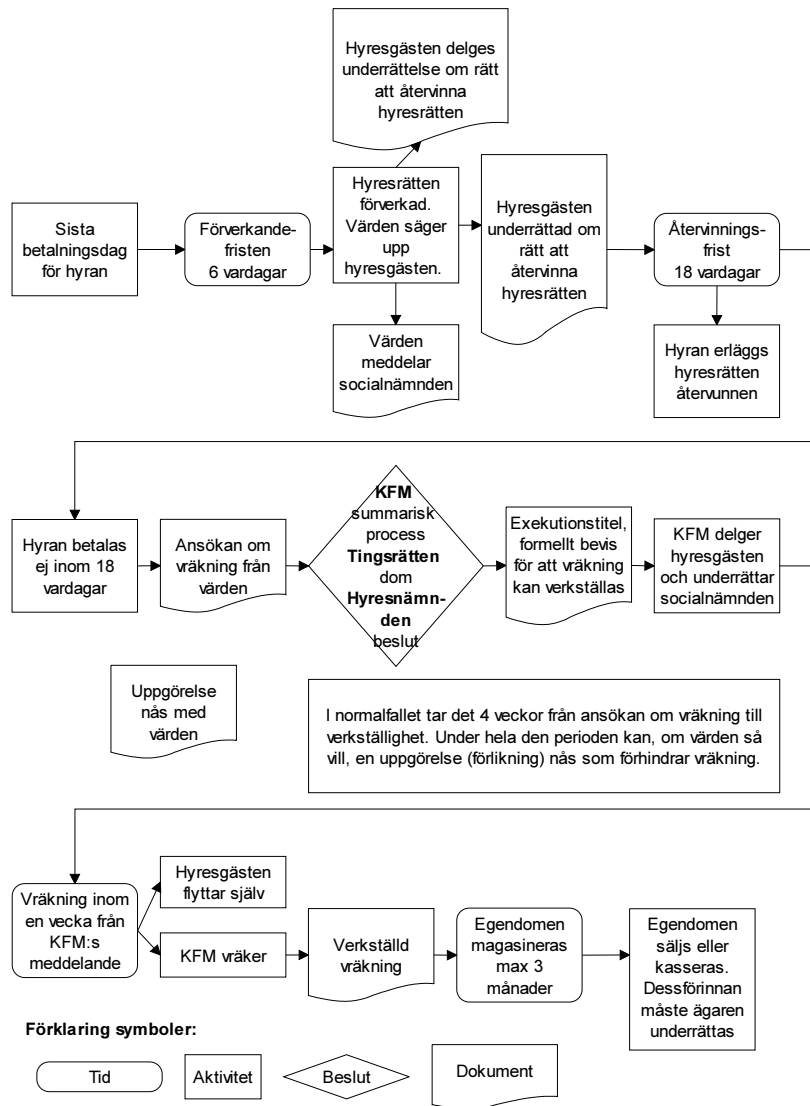 Hyresgästen delges
underrättelse om rätt
att återvinna
hyresrätten
Sista
betalningsdag
för hyran
Förverkande-
fristen
6 vardagar
Hyresrätten
förverkad.
Värden säger
upp
hyresgästen.
Hyresgästen
underrättad om
rätt att
återvinna
hyresrätten
Återvinnings-
frist
18 vardagar
Värden
meddelar
socialnämnden
Hyran erläggs
hyresrätten
återvunnen
Hyran betalas
ej inom 18
vardagar
Ansökan om
vräkning från
värden
KFM
summarisk
process
Tingsrätten
dom
Hyresnämn-
den
beslut
Exekutionstitel,
formellt bevis
för att vräkning
kan verkställas
KFM delger
hyresgästen
och underrättar
socialnämnden
Uppgörelse
nås med
värden
I normalfallet tar det 4 veckor från ansökan om vräkning till
verkställighet. Under hela den perioden kan, om värden så
vill, en uppgörelse (förlikning) nås som förhindrar vräkning.
Vräkning inom
en vecka från
KFM:s
meddelande
Hyresgästen
flyttar själv
KFM vräker
Verkställd
vräkning
Egendomen
magasineras
max 3
månader
Egendomen
säljs eller
kasseras.
Dessförinnan
måste ägaren
underrättas
Förklaring symboler:
Tid
Aktivitet
Beslut
Dokument